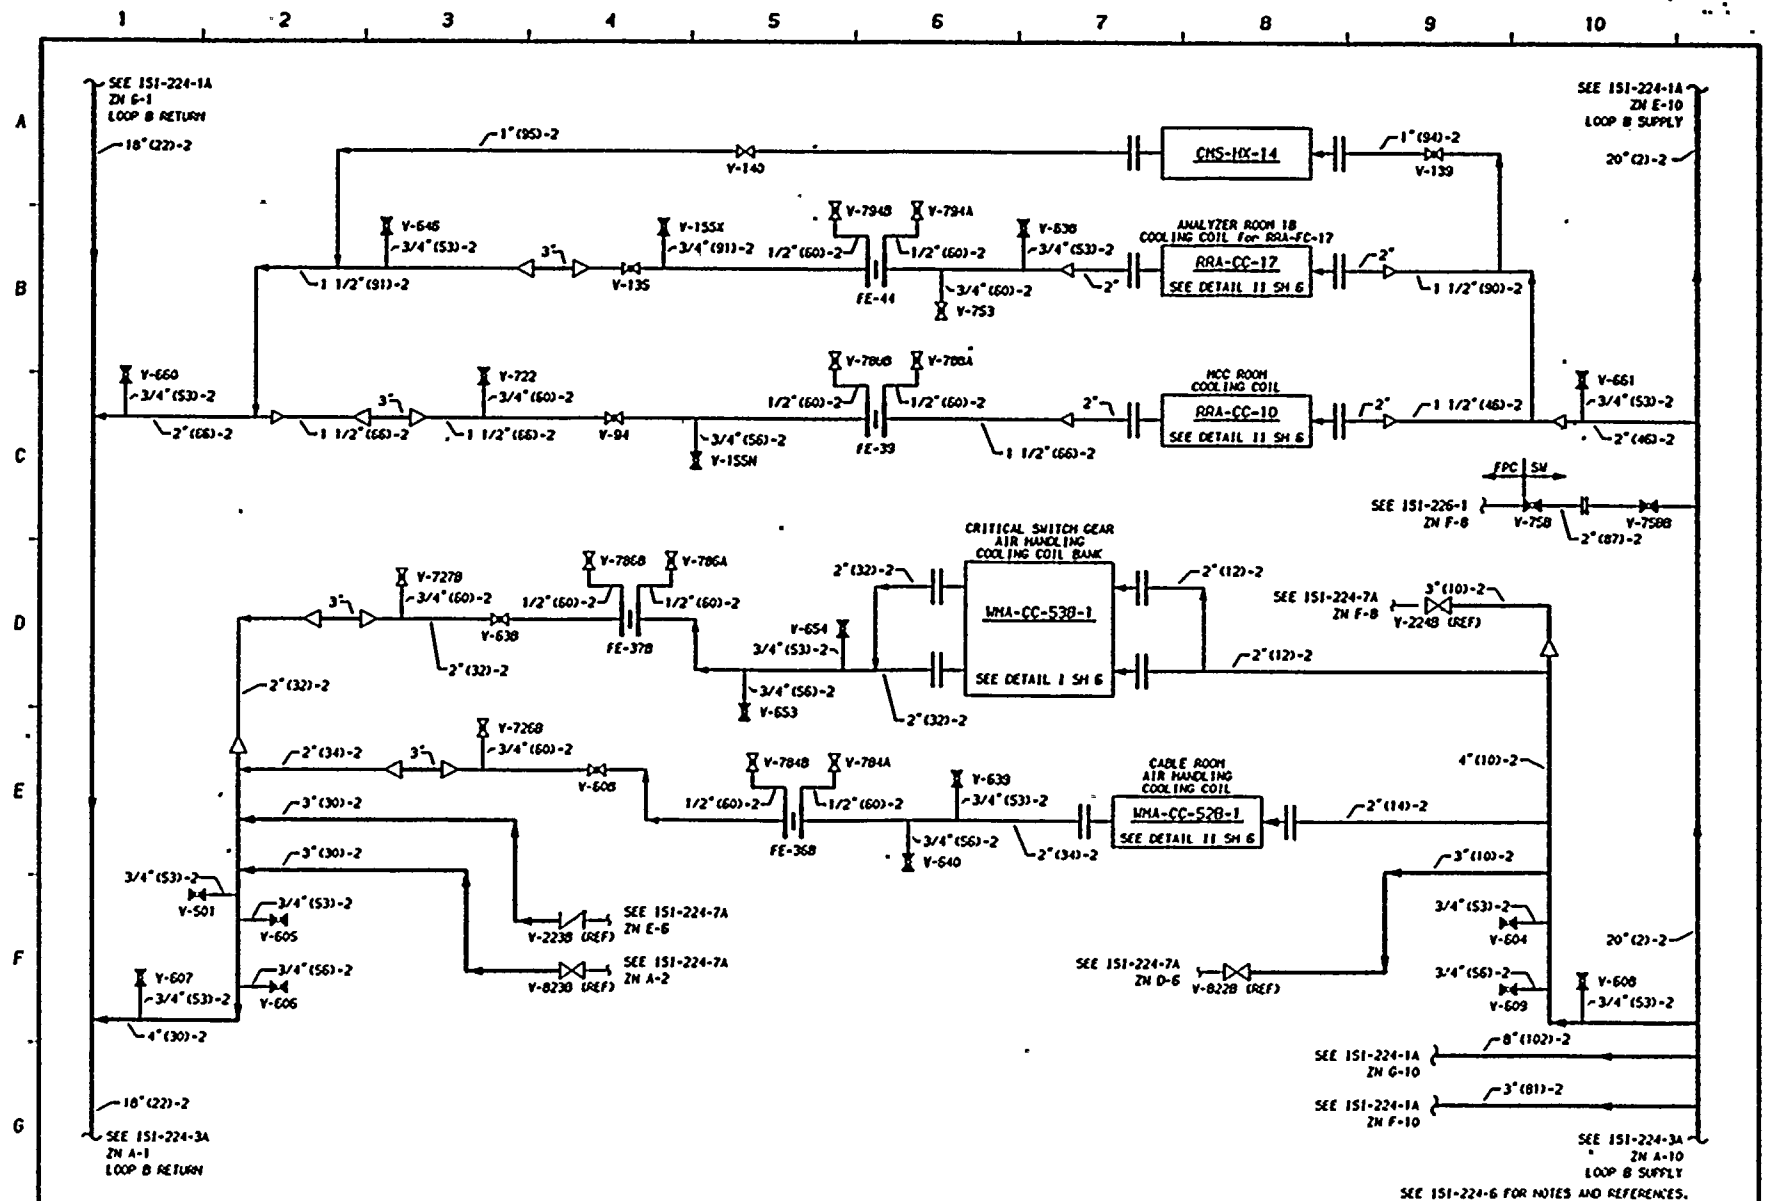 1 2 3 4 5 6 7 8 9 10
A
B
C
D
E
F
G
SEE 151-224-1A
ZN G-1
LOOP B RETURN
18"(22)-2
SEE 151-224-1A
ZN E-10
LOOP B SUPPLY
20"(2)-2
1"(95)-2
V-140
CMS-HX-14
1"(94)-2
V-139
V-646
3/4"(53)-2
V-155X
3/4"(91)-2
V-794B
V-794A
1/2"(60)-2
1/2"(60)-2
V-638
3/4"(53)-2
ANALYZER ROOM 1B
COOLING COIL for RRA-FC-17
RRA-CC-17
SEE DETAIL II SH 6
2"
3"
V-135
1 1/2"(91)-2
FE-44
3/4"(60)-2
V-753
2"
1 1/2"(90)-2
V-660
3/4"(53)-2
V-722
3/4"(60)-2
V-788B
V-788A
1/2"(60)-2
1/2"(60)-2
MCC ROOM
COOLING COIL
RRA-CC-10
SEE DETAIL II SH 6
2"
2"
1 1/2"(46)-2
V-661
3/4"(53)-2
2"(46)-2
2"(66)-2
1 1/2"(66)-2
3"
1 1/2"(66)-2
V-94
3/4"(56)-2
V-155N
FE-39
1 1/2"(66)-2
FPC SW
SEE 151-226-1
ZN F-8
V-75B
2"(87)-2
V-75BB
CRITICAL SWITCH GEAR
AIR HANDLING
COOLING COIL BANK
WMA-CC-53B-1
SEE DETAIL I SH 6
V-727B
3/4"(60)-2
3"
V-786B
V-786A
1/2"(60)-2
1/2"(60)-2
2"(32)-2
2"(12)-2
3"(10)-2
SEE 151-224-7A
ZN F-8
V-224B (REF)
V-63B
2"(32)-2
FE-37B
V-654
3/4"(53)-2
2"(12)-2
2"(32)-2
3/4"(56)-2
V-653
2"(32)-2
2"(34)-2
3"
V-726B
3/4"(60)-2
V-60B
V-784B
V-784A
1/2"(60)-2
1/2"(60)-2
V-639
3/4"(53)-2
CABLE ROOM
AIR HANDLING
COOLING COIL
WMA-CC-52B-1
SEE DETAIL II SH 6
2"(14)-2
4"(10)-2
3"(30)-2
FE-36B
3/4"(56)-2
V-640
2"(34)-2
3"(30)-2
3"(10)-2
3/4"(53)-2
V-501
3/4"(53)-2
V-605
V-223B (REF)
SEE 151-224-7A
ZN E-6
3/4"(53)-2
V-604
20"(2)-2
V-607
3/4"(53)-2
3/4"(56)-2
V-606
V-823B (REF)
SEE 151-224-7A
ZN A-2
SEE 151-224-7A
ZN D-6
V-822B (REF)
3/4"(56)-2
V-609
V-608
3/4"(53)-2
4"(30)-2
8"(102)-2
SEE 151-224-1A
ZN G-10
3"(81)-2
SEE 151-224-1A
ZN F-10
18"(22)-2
SEE 151-224-3A
ZN A-1
LOOP B RETURN
SEE 151-224-3A
ZN A-10
LOOP B SUPPLY
SEE 151-224-6 FOR NOTES AND REFERENCES.